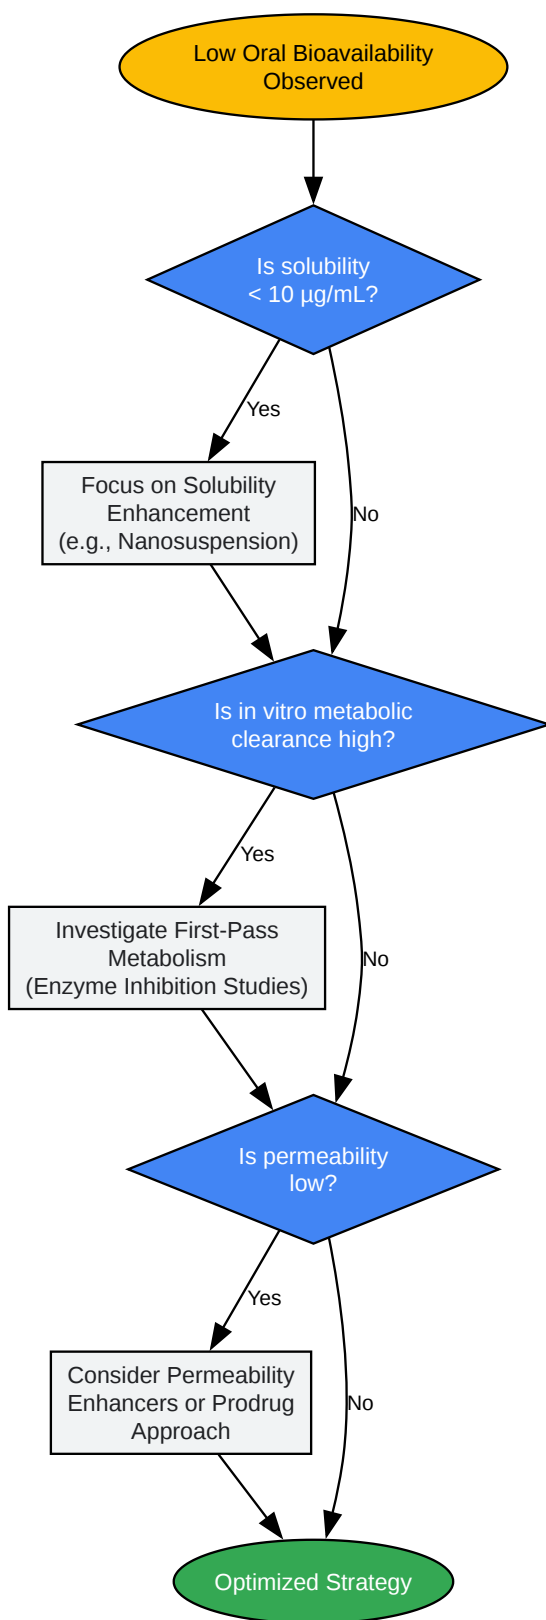 Low Oral Bioavailability
Observed
Is solubility
< 10 µg/mL?
Yes
Focus on Solubility
Enhancement
(e.g., Nanosuspension)
No
Is in vitro metabolic
clearance high?
Yes
Investigate First-Pass
Metabolism
(Enzyme Inhibition Studies)
No
Is permeability
low?
Yes
Consider Permeability
Enhancers or Prodrug
Approach
No
Optimized Strategy